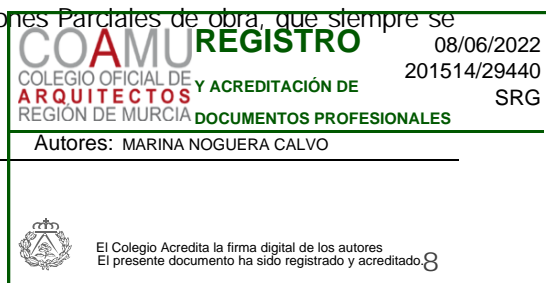 nes Parciales de obra, que siempre se
COAMU
COLEGIO OFICIAL DE
ARQUITECTOS
REGIÓN DE MURCIA
REGISTRO
Y ACREDITACIÓN DE
DOCUMENTOS PROFESIONALES
08/06/2022
201514/29440
SRG
Autores: MARINA NOGUERA CALVO
El Colegio Acredita la firma digital de los autores
El presente documento ha sido registrado y acreditado.
8